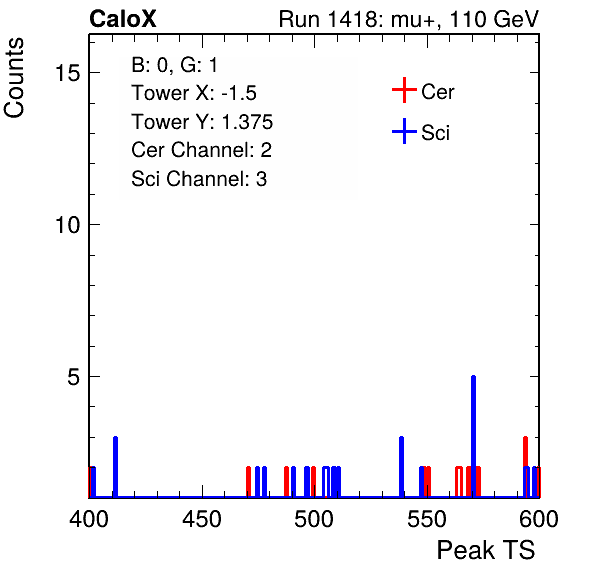 CaloX Run 1418: mu+, 110 GeV
Counts
B: 0, G: 1
Tower X: -1.5
Tower Y: 1.375
Cer Channel: 2
Sci Channel: 3
Cer
Sci
15
10
5
400 450 500 550 600
Peak TS